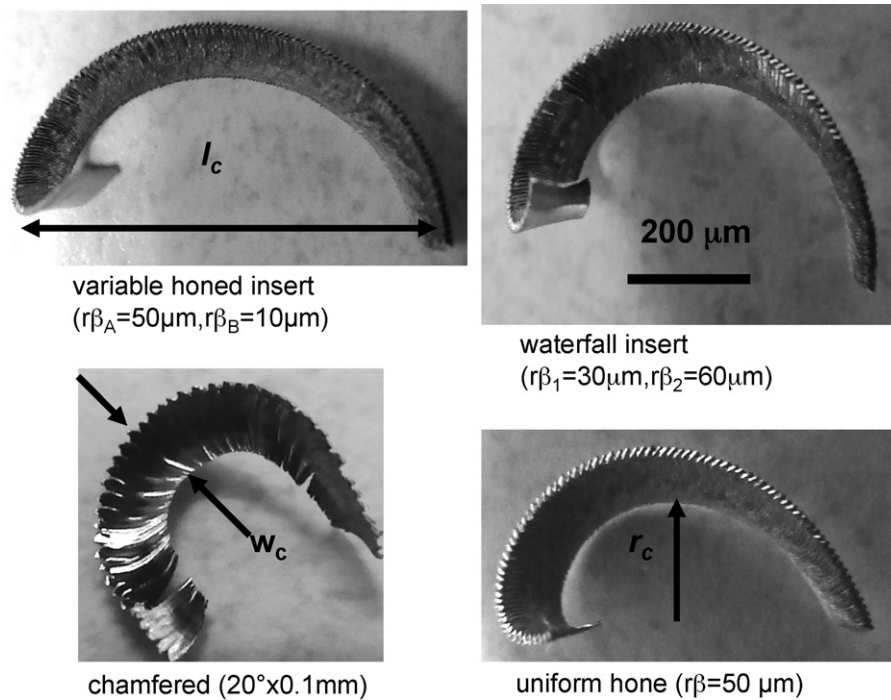 l_c
variable honed insert
(rβ_A=50µm,rβ_B=10µm)
200 µm
waterfall insert
(rβ_1=30µm,rβ_2=60µm)
w_c
chamfered (20°x0.1mm)
r_c
uniform hone (rβ=50 µm)